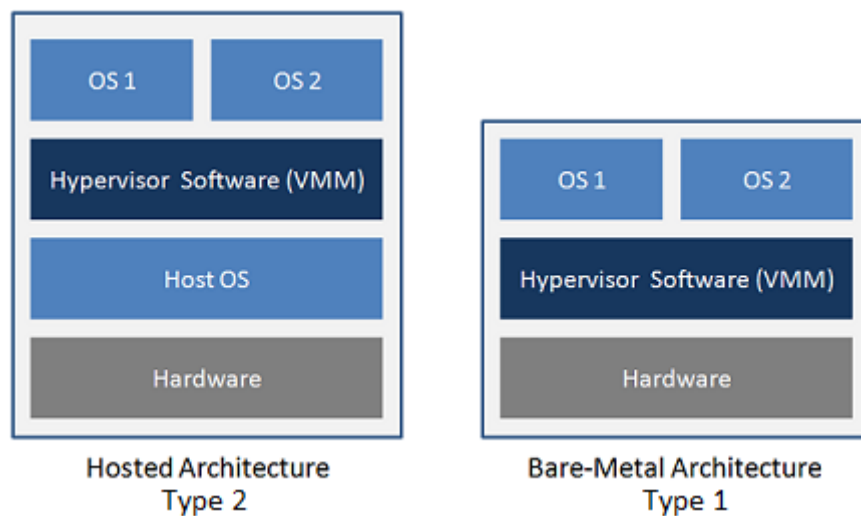 OS 1
OS 2
Hypervisor Software (VMM)
Host OS
Hardware
Hosted Architecture
Type 2
OS 1
OS 2
Hypervisor Software (VMM)
Hardware
Bare-Metal Architecture
Type 1